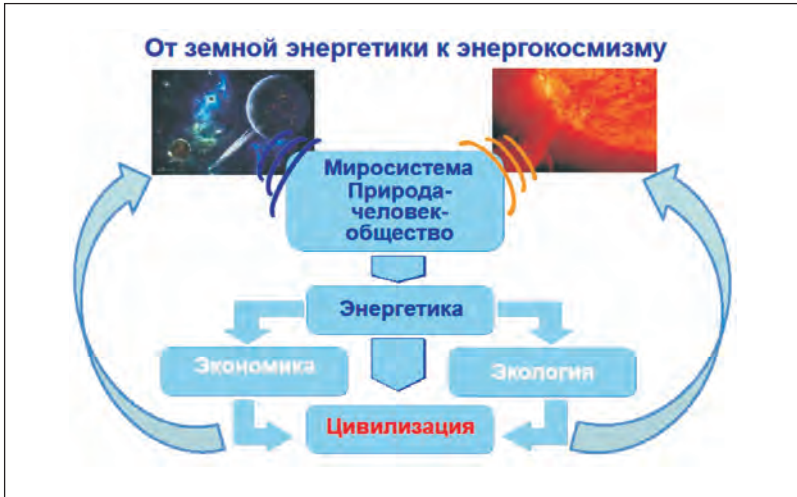 От земной энергетики к энергокосмизму
Миросистема
Природа-
человек-
общество
Энергетика
Экономика
Экология
Цивилизация